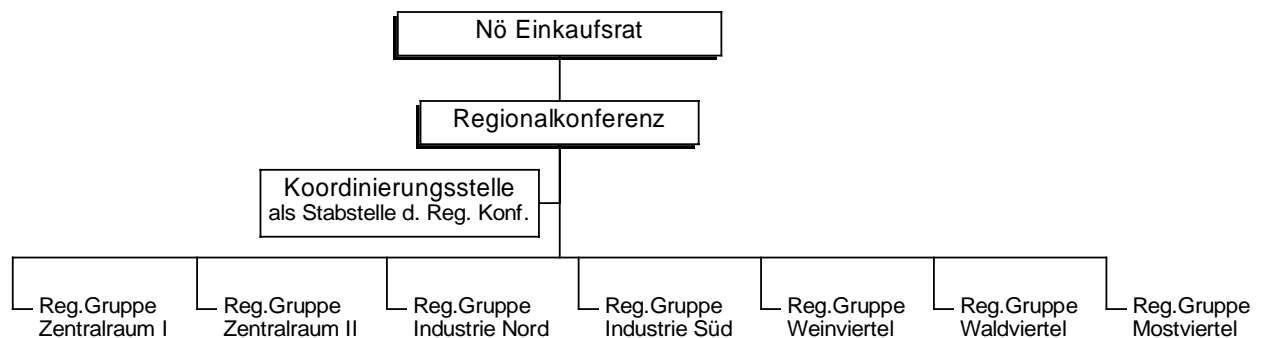 Nö Einkaufsrat
Regionalkonferenz
Koordinierungsstelle
als Stabstelle d. Reg. Konf.
Reg.Gruppe
Zentralraum I
Reg.Gruppe
Zentralraum II
Reg.Gruppe
Industrie Nord
Reg.Gruppe
Industrie Süd
Reg.Gruppe
Weinviertel
Reg.Gruppe
Waldviertel
Reg.Gruppe
Mostviertel